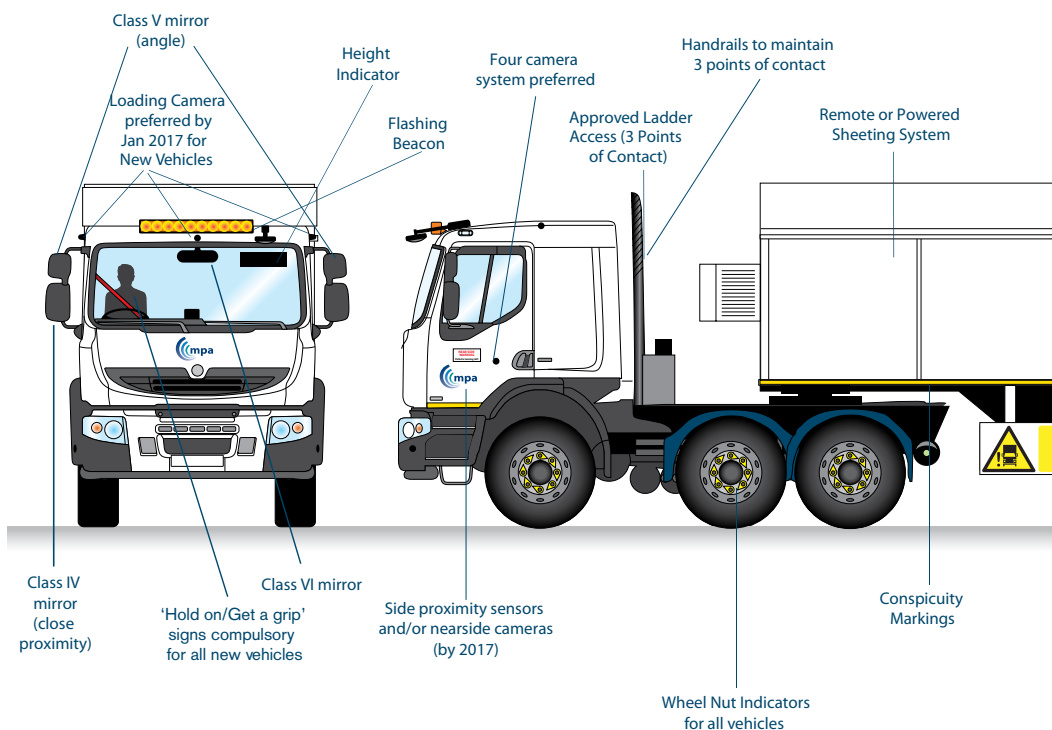 Class V mirror
(angle)
Height
Indicator
Four camera
system preferred
Handrails to maintain
3 points of contact
Loading Camera
preferred by
Jan 2017 for
New Vehicles
Flashing
Beacon
Approved Ladder
Access (3 Points
of Contact)
Remote or Powered
Sheeting System
mpa
mpa
Class IV
mirror
(close
proximity)
Class VI mirror
'Hold on/Get a grip'
signs compulsory
for all new vehicles
Side proximity sensors
and/or nearside cameras
(by 2017)
Conspicuity
Markings
Wheel Nut Indicators
for all vehicles